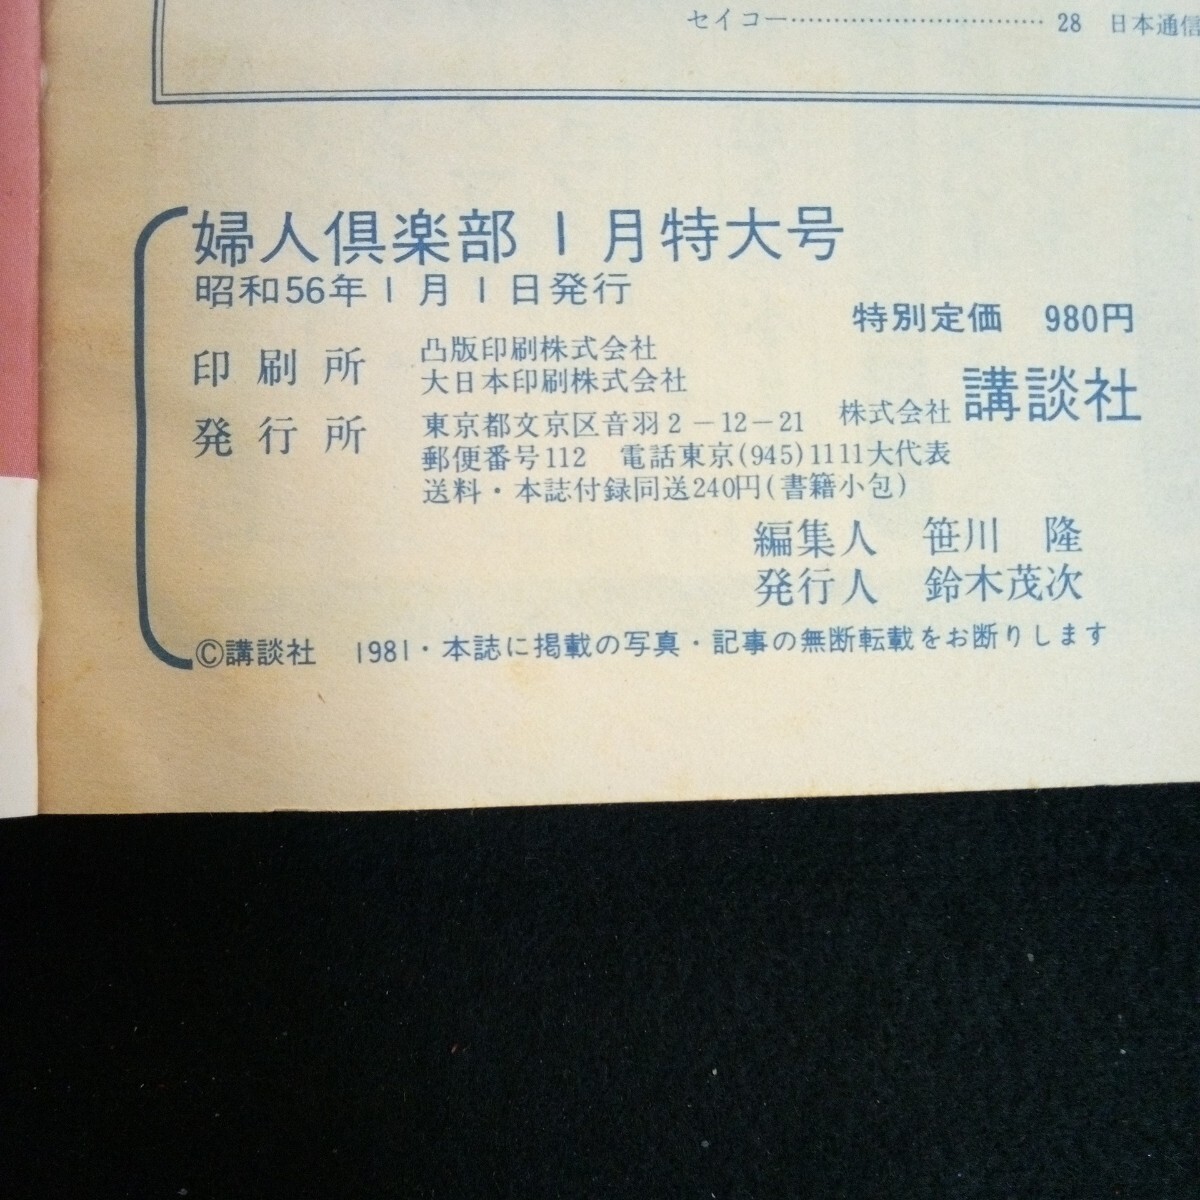 セイコー…………………………28　日本通信
婦人倶楽部1月特大号
昭和56年1月1日発行
特別定価　980円
印刷所　凸版印刷株式会社
大日本印刷株式会社
発行所　東京都文京区音羽2-12-21　株式会社 講談社
郵便番号112　電話東京(945)1111大代表
送料・本誌付録同送240円(書籍小包)
編集人　笹川　隆
発行人　鈴木茂次
©講談社　1981・本誌に掲載の写真・記事の無断転載をお断りします